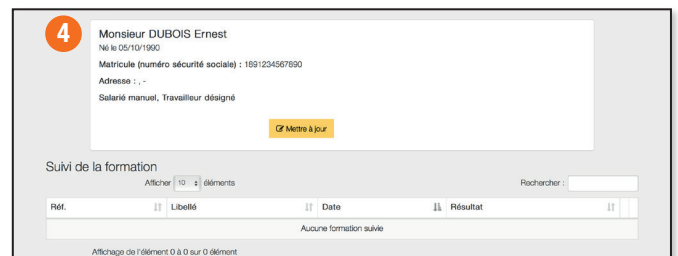 4
Monsieur DUBOIS Ernest
Né le 05/10/1990
Matricule (numéro sécurité sociale) : 1891234567890
Adresse : , -
Salarié manuel, Travailleur désigné
Mettre à jour
Suivi de la formation
Afficher 10 éléments
Rechercher :
Réf. Libellé Date Résultat
Aucune formation suivie
Affichage de l'élément 0 à 0 sur 0 élément